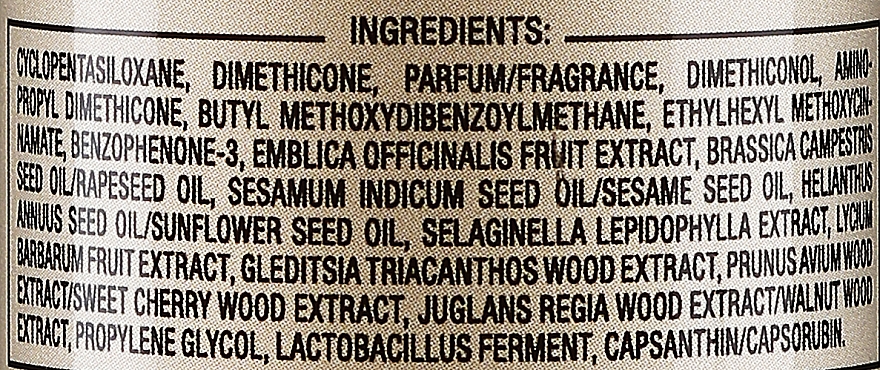 INGREDIENTS:
CYCLOPENTASILOXANE, DIMETHICONE, PARFUM/FRAGRANCE, DIMETHICONOL, AMINO-
PROPYL DIMETHICONE, BUTYL METHOXYDIBENZOYLMETHANE, ETHYLHEXYL METHOXYCIN-
NAMATE, BENZOPHENONE-3, EMBLICA OFFICINALIS FRUIT EXTRACT, BRASSICA CAMPESTRIS
SEED OIL/RAPESEED OIL, SESAMUM INDICUM SEED OIL/SESAME SEED OIL, HELIANTHUS
ANNUUS SEED OIL/SUNFLOWER SEED OIL, SELAGINELLA LEPIDOPHYLLA EXTRACT, LYCIUM
BARBARUM FRUIT EXTRACT, GLEDITSIA TRIACANTHOS WOOD EXTRACT, PRUNUS AVIUM WOOD
EXTRACT/SWEET CHERRY WOOD EXTRACT, JUGLANS REGIA WOOD EXTRACT/WALNUT WOOD
EXTRACT, PROPYLENE GLYCOL, LACTOBACILLUS FERMENT, CAPSANTHIN/CAPSORUBIN.